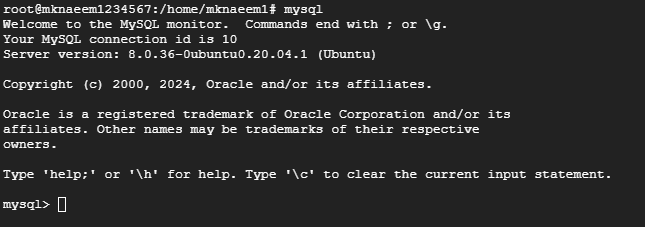 root@mknaeem1234567:/home/mknaeem1# mysql
Welcome to the MySQL monitor.  Commands end with ; or \g.
Your MySQL connection id is 10
Server version: 8.0.36-0ubuntu0.20.04.1 (Ubuntu)
Copyright (c) 2000, 2024, Oracle and/or its affiliates.
Oracle is a registered trademark of Oracle Corporation and/or its
affiliates. Other names may be trademarks of their respective
owners.
Type 'help;' or '\h' for help. Type '\c' to clear the current input statement.
mysql>